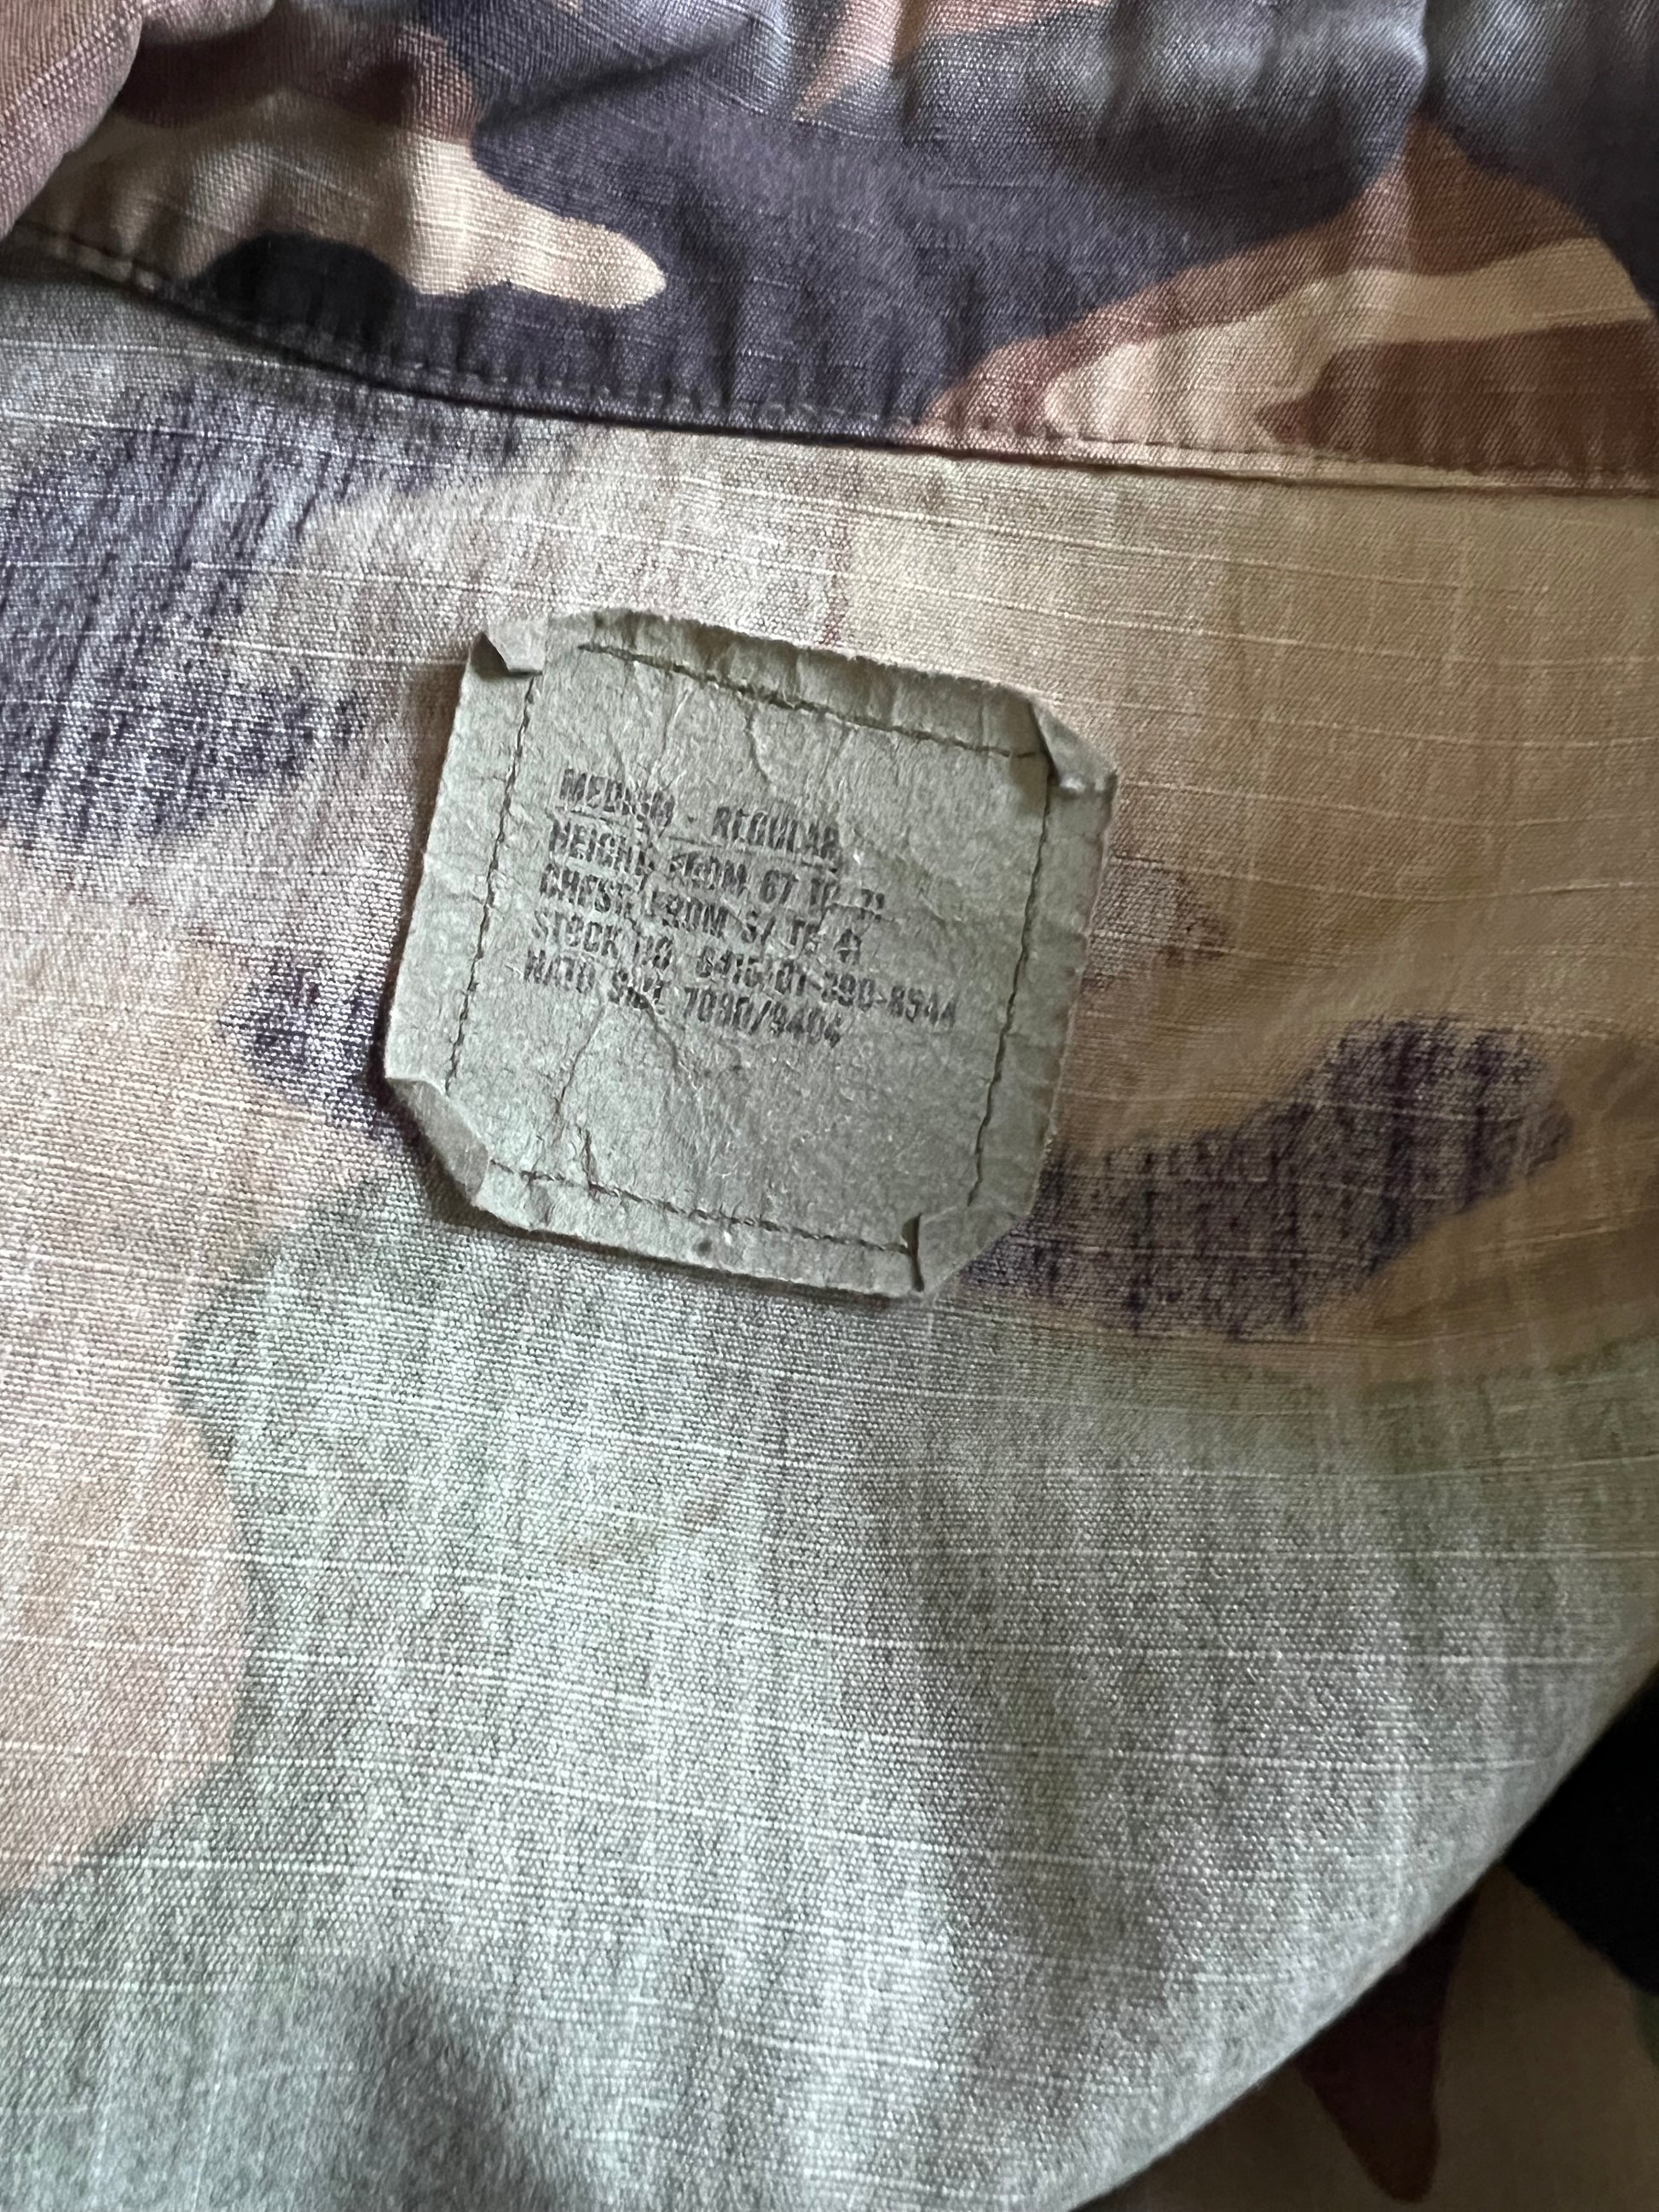 MEDIUM - REGULAR
HEIGHT: FROM 67 TO 71
CHEST: FROM 37 TO 41
STOCK NO. 8415-01-390-8544
NATO SIZE 7080/9404